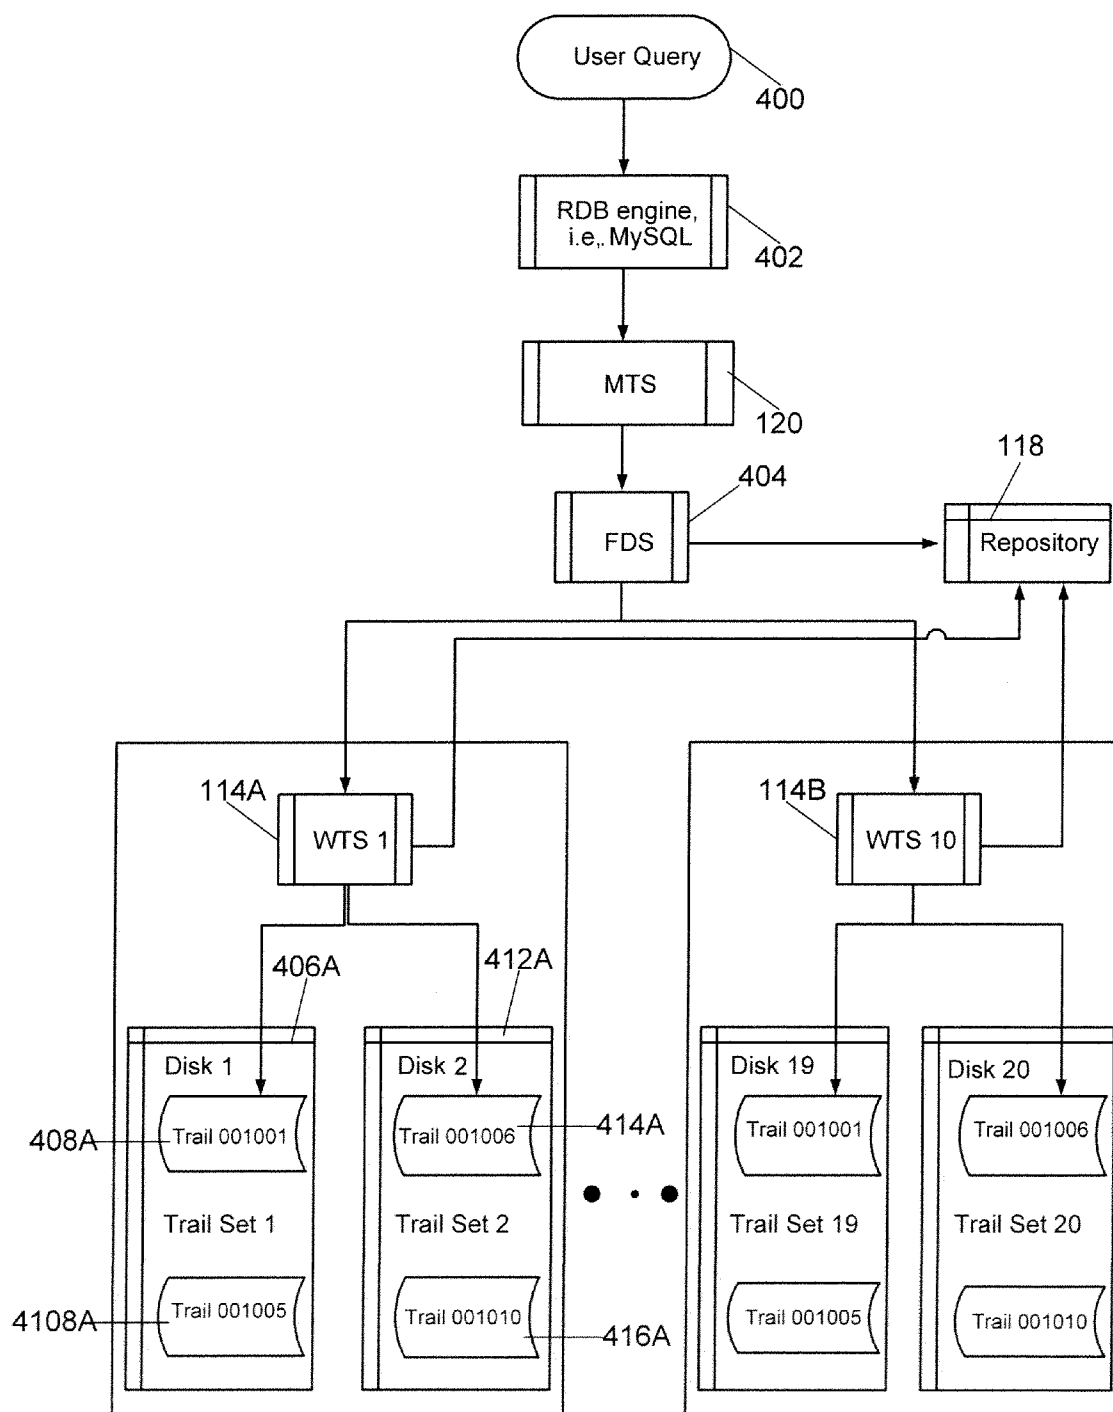 User Query
400
RDB engine,
i.e,. MySQL
402
MTS
120
404
118
FDS
Repository
114A
WTS 1
114B
WTS 10
406A
412A
Disk 1
Disk 2
Disk 19
Disk 20
408A
Trail 001001
Trail 001006
414A
Trail 001001
Trail 001006
Trail Set 1
Trail Set 2
Trail Set 19
Trail Set 20
4108A
Trail 001005
Trail 001010
416A
Trail 001005
Trail 001010